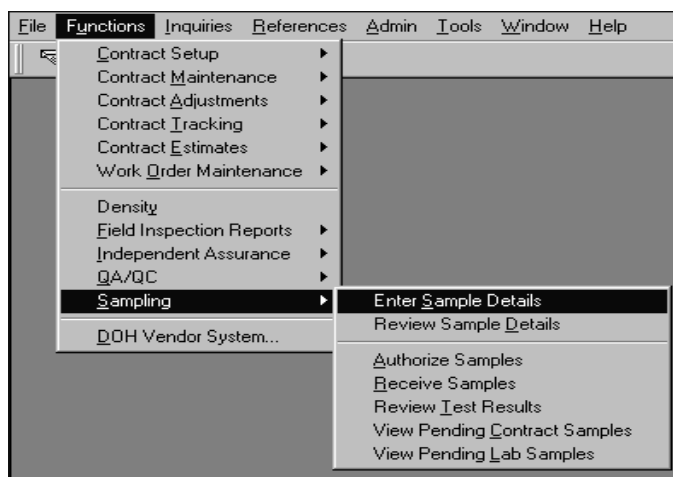 File Functions Inquiries References Admin Tools Window Help
Contract Setup
Contract Maintenance
Contract Adjustments
Contract Tracking
Contract Estimates
Work Order Maintenance
Density
Field Inspection Reports
Independent Assurance
QA/QC
Sampling
DOH Vendor System...
Enter Sample Details
Review Sample Details
Authorize Samples
Receive Samples
Review Test Results
View Pending Contract Samples
View Pending Lab Samples